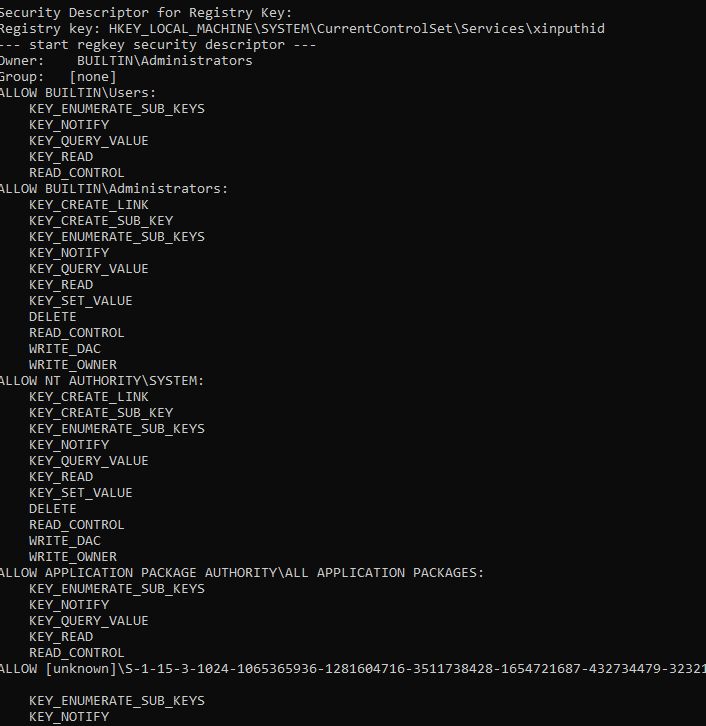 Security Descriptor for Registry Key:
Registry key: HKEY_LOCAL_MACHINE\SYSTEM\CurrentControlSet\Services\xinputhid
--- start regkey security descriptor ---
Owner:    BUILTIN\Administrators
Group:   [none]
ALLOW BUILTIN\Users:
KEY_ENUMERATE_SUB_KEYS
KEY_NOTIFY
KEY_QUERY_VALUE
KEY_READ
READ_CONTROL
ALLOW BUILTIN\Administrators:
KEY_CREATE_LINK
KEY_CREATE_SUB_KEY
KEY_ENUMERATE_SUB_KEYS
KEY_NOTIFY
KEY_QUERY_VALUE
KEY_READ
KEY_SET_VALUE
DELETE
READ_CONTROL
WRITE_DAC
WRITE_OWNER
ALLOW NT AUTHORITY\SYSTEM:
KEY_CREATE_LINK
KEY_CREATE_SUB_KEY
KEY_ENUMERATE_SUB_KEYS
KEY_NOTIFY
KEY_QUERY_VALUE
KEY_READ
KEY_SET_VALUE
DELETE
READ_CONTROL
WRITE_DAC
WRITE_OWNER
ALLOW APPLICATION PACKAGE AUTHORITY\ALL APPLICATION PACKAGES:
KEY_ENUMERATE_SUB_KEYS
KEY_NOTIFY
KEY_QUERY_VALUE
KEY_READ
READ_CONTROL
ALLOW [unknown]\S-1-15-3-1024-1065365936-1281604716-3511738428-1654721687-432734479-32321
KEY_ENUMERATE_SUB_KEYS
KEY_NOTIFY